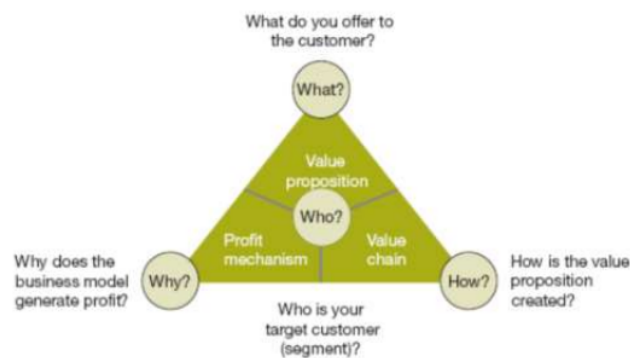 What do you offer to
the customer?
What?
Value
proposition
Who?
Profit
mechanism
Value
chain
Why does the
business model
generate profit?
Why?
How?
How is the value
proposition
created?
Who is your
target customer
(segment)?